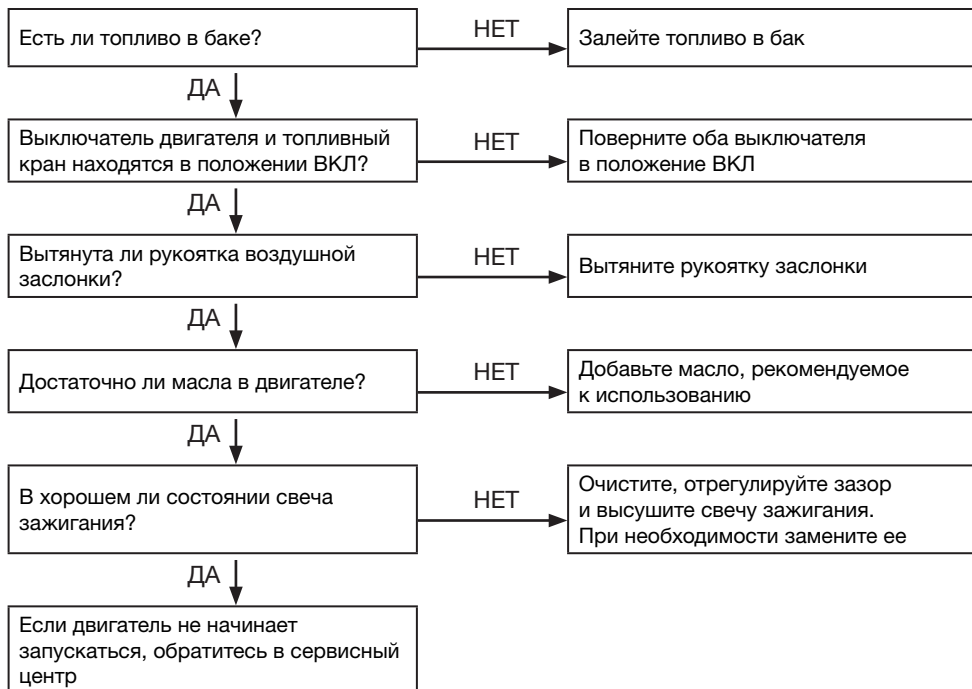 Есть ли топливо в баке?
НЕТ
Залейте топливо в бак
ДА
Выключатель двигателя и топливный
кран находятся в положении ВКЛ?
НЕТ
Поверните оба выключателя
в положение ВКЛ
ДА
Вытянута ли рукоятка воздушной
заслонки?
НЕТ
Вытяните рукоятку заслонки
ДА
Достаточно ли масла в двигателе?
НЕТ
Добавьте масло, рекомендуемое
к использованию
ДА
В хорошем ли состоянии свеча
зажигания?
НЕТ
Очистите, отрегулируйте зазор
и высушите свечу зажигания.
При необходимости замените ее
ДА
Если двигатель не начинает
запускаться, обратитесь в сервисный
центр